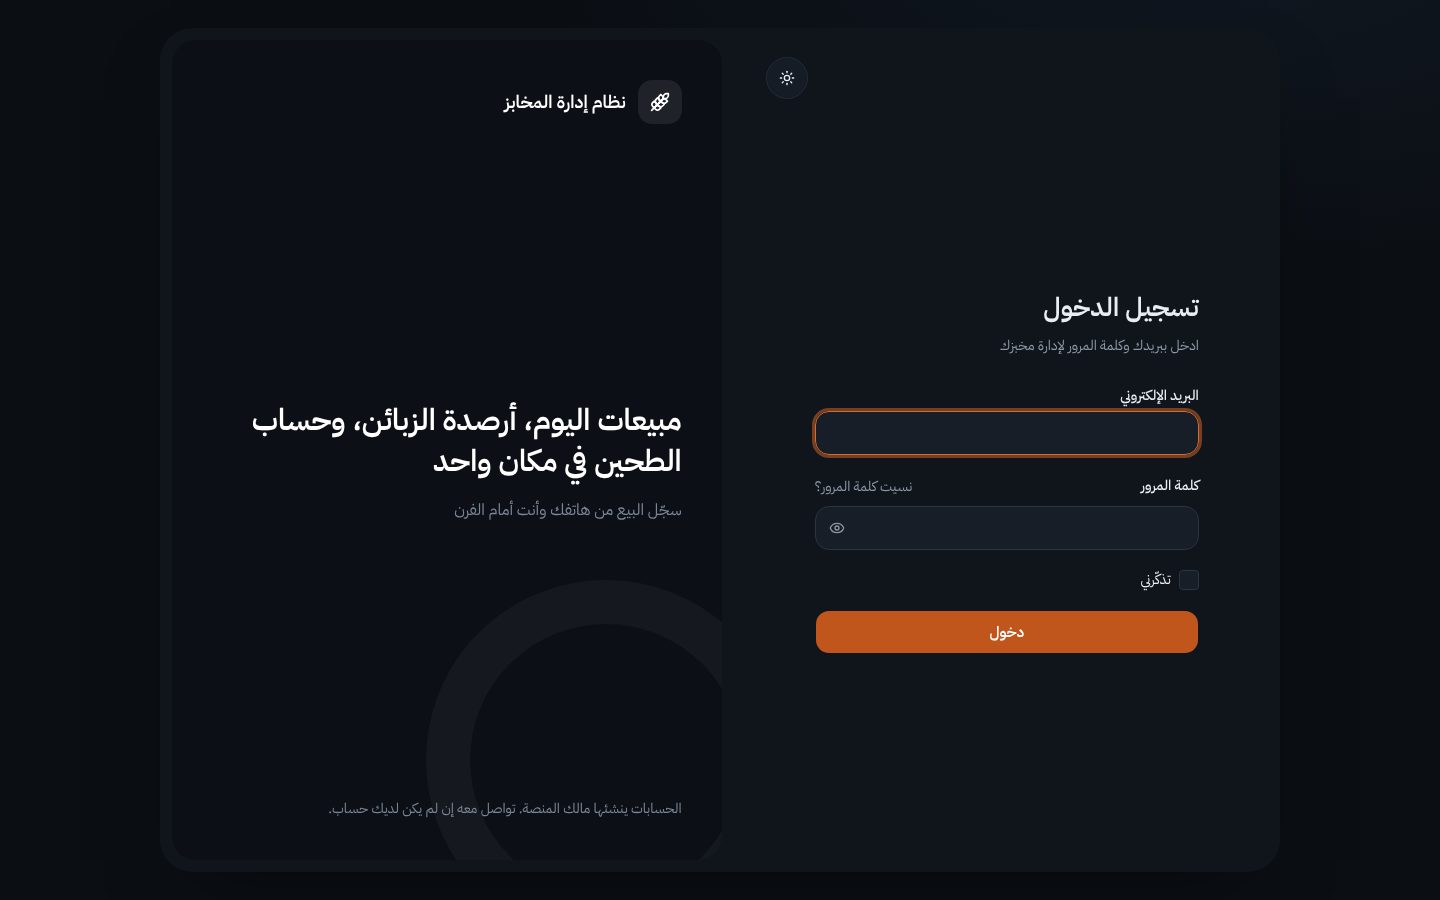 تسجيل الدخول
ادخل ببريدك وكلمة المرور لإدارة مخبزك
البريد الإلكتروني
كلمة المرور
نسيت كلمة المرور؟
تذكّرني
دخول
نظام إدارة المخابز
مبيعات اليوم، أرصدة الزبائن، وحساب
الطحين في مكان واحد
سجّل البيع من هاتفك وأنت أمام الفرن
الحسابات ينشئها مالك المنصة. تواصل معه إن لم يكن لديك حساب.